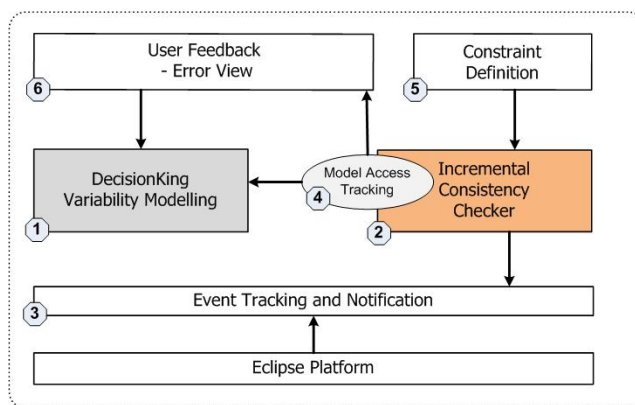 User Feedback
- Error View
6
Constraint
Definition
5
DecisionKing
Variability Modelling
1
Model Access
Tracking
4
Incremental
Consistency
Checker
2
Event Tracking and Notification
3
Eclipse Platform